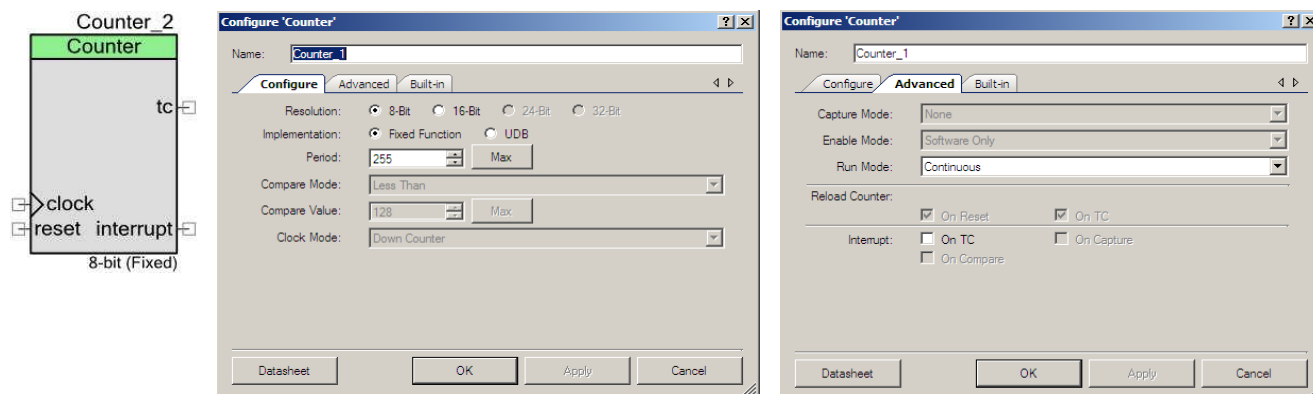 Counter_2
Counter
tc
clock
reset interrupt
8-bit (Fixed)
Configure 'Counter'
Name: Counter_1
Configure Advanced Built-in
Resolution: 8-Bit 16-Bit 24-Bit 32-Bit
Implementation: Fixed Function UDB
Period: 255 Max
Compare Mode: Less Than
Compare Value: 128 Max
Clock Mode: Down Counter
Datasheet OK Apply Cancel
Configure 'Counter'
Name: Counter_1
Configure Advanced Built-in
Capture Mode: None
Enable Mode: Software Only
Run Mode: Continuous
Reload Counter:
On Reset On TC
Interrupt: On TC On Capture
On Compare
Datasheet OK Apply Cancel